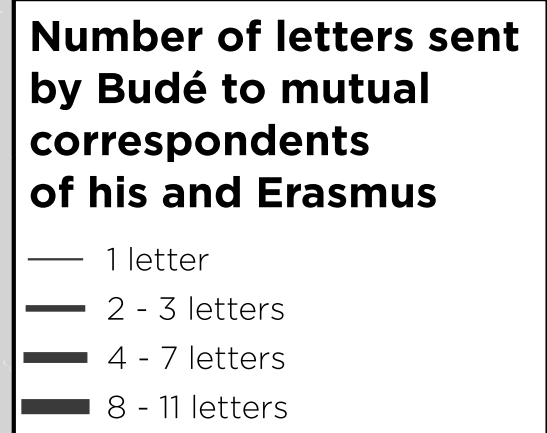 Number of letters sent
by Budé to mutual
correspondents
of his and Erasmus
1 letter
2 - 3 letters
4 - 7 letters
8 - 11 letters